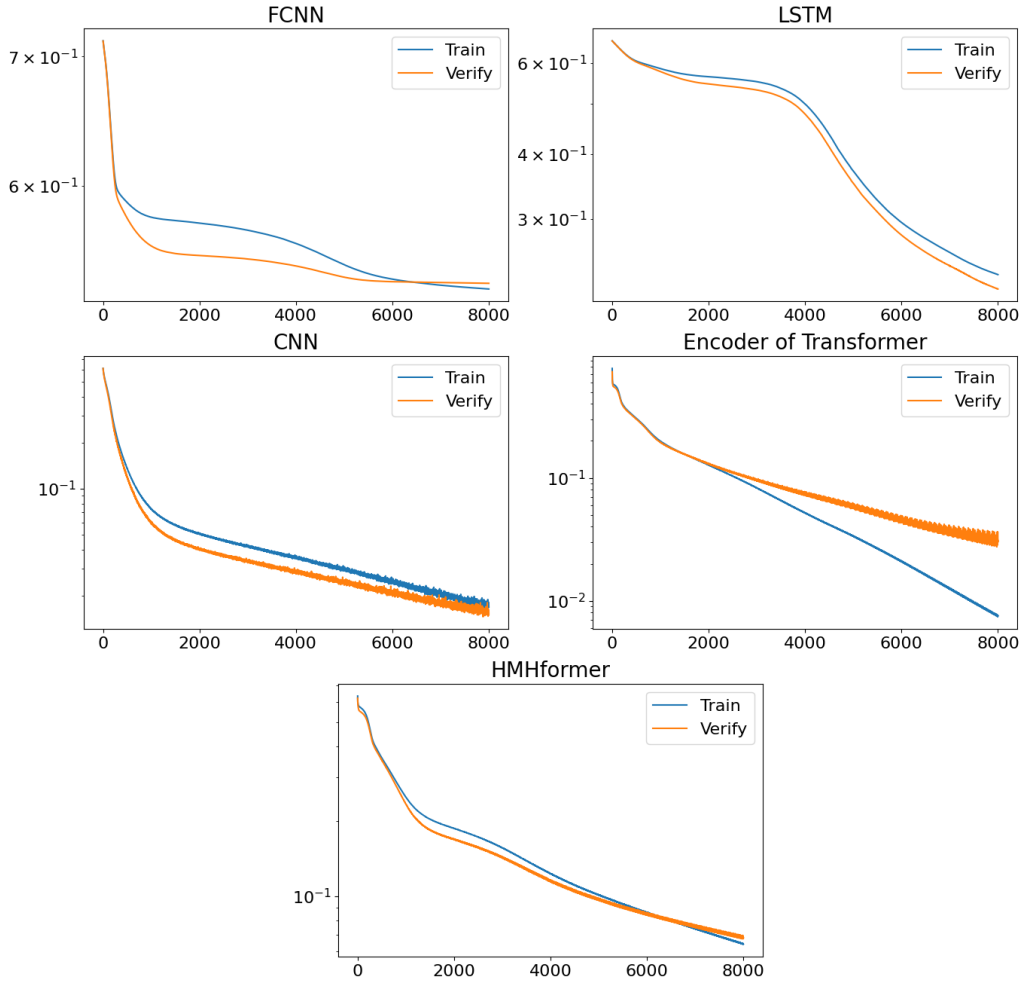 FCNN
7 × 10⁻¹
6 × 10⁻¹
Train
Verify
0 2000 4000 6000 8000
LSTM
6 × 10⁻¹
4 × 10⁻¹
3 × 10⁻¹
Train
Verify
0 2000 4000 6000 8000
CNN
10⁻¹
Train
Verify
0 2000 4000 6000 8000
Encoder of Transformer
10⁻¹
10⁻²
Train
Verify
0 2000 4000 6000 8000
HMHformer
10⁻¹
Train
Verify
0 2000 4000 6000 8000